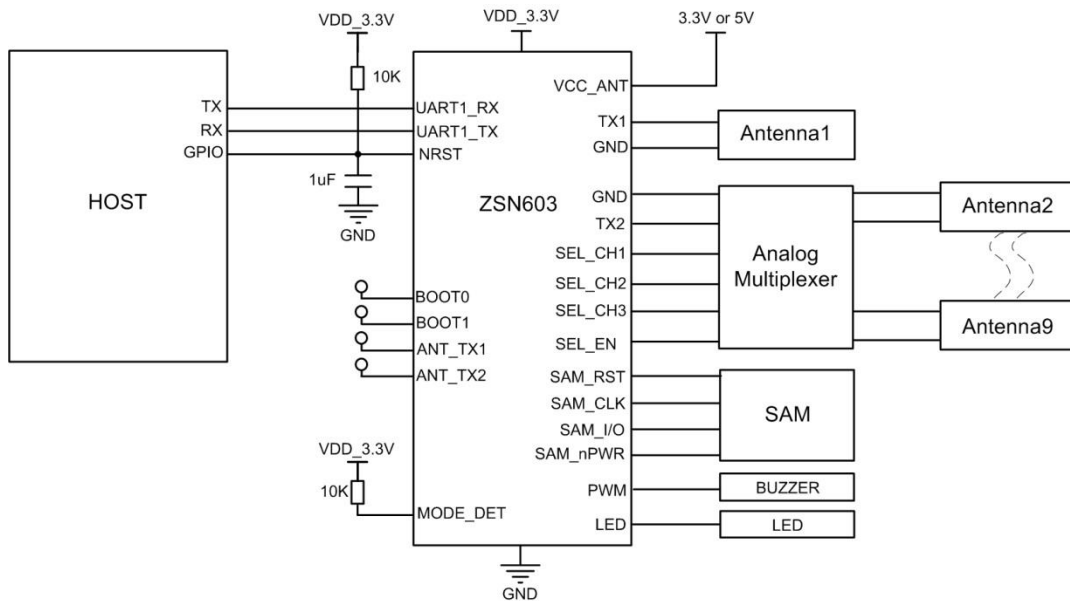 VDD_3.3V
VDD_3.3V
3.3V or 5V
10K
VCC_ANT
TX
UART1_RX
TX1
Antenna1
RX
UART1_TX
GND
GPIO
NRST
1uF
GND
HOST
ZSN603
GND
TX2
SEL_CH1
SEL_CH2
SEL_CH3
SEL_EN
Analog
Multiplexer
Antenna2
Antenna9
BOOT0
BOOT1
ANT_TX1
ANT_TX2
SAM_RST
SAM_CLK
SAM_I/O
SAM_nPWR
SAM
VDD_3.3V
10K
MODE_DET
PWM
BUZZER
LED
LED
GND